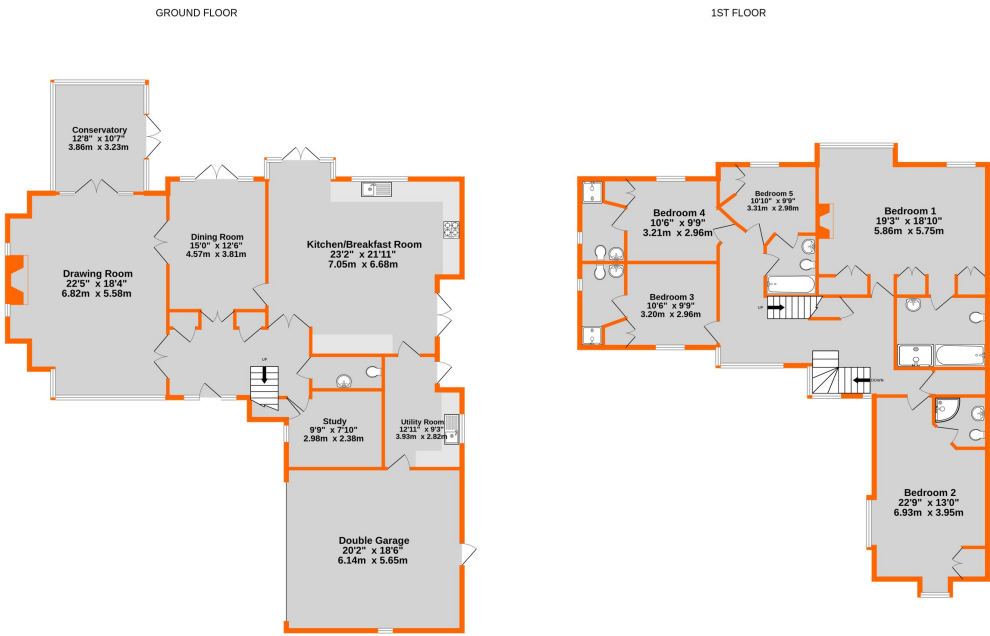 GROUND FLOOR
1ST FLOOR
Conservatory
12'8" x 10'7"
3.86m x 3.23m
Dining Room
15'0" x 12'6"
4.57m x 3.81m
Kitchen/Breakfast Room
23'2" x 21'11"
7.05m x 6.68m
Drawing Room
22'5" x 18'4"
6.82m x 5.58m
UP
Study
9'9" x 7'10"
2.98m x 2.38m
Utility Room
12'11" x 9'3"
3.93m x 2.82m
Double Garage
20'2" x 18'6"
6.14m x 5.65m
Bedroom 5
10'10" x 9'9"
3.31m x 2.98m
Bedroom 4
10'6" x 9'9"
3.21m x 2.96m
Bedroom 1
19'3" x 18'10"
5.86m x 5.75m
Bedroom 3
10'6" x 9'9"
3.20m x 2.96m
UP
DOWN
Bedroom 2
22'9" x 13'0"
6.93m x 3.95m